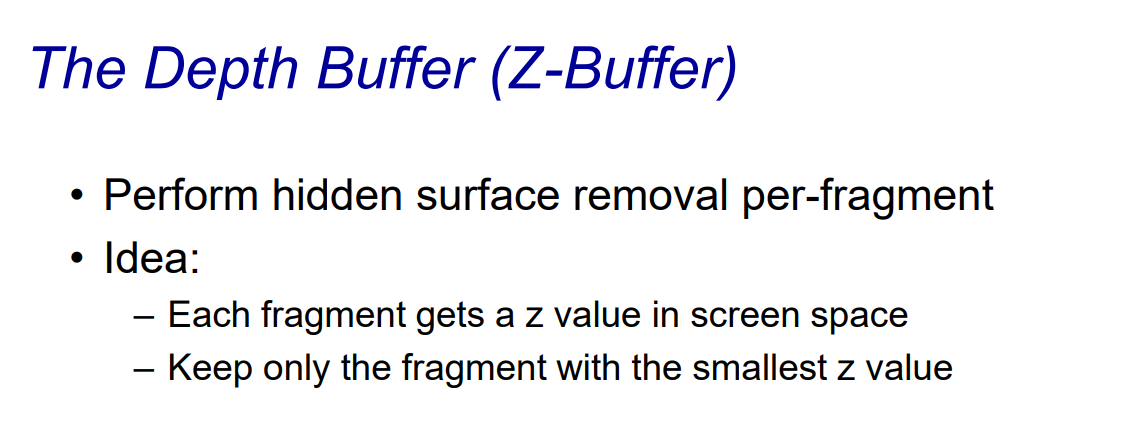 The Depth Buffer (Z-Buffer)
• Perform hidden surface removal per-fragment
• Idea:
– Each fragment gets a z value in screen space
– Keep only the fragment with the smallest z value